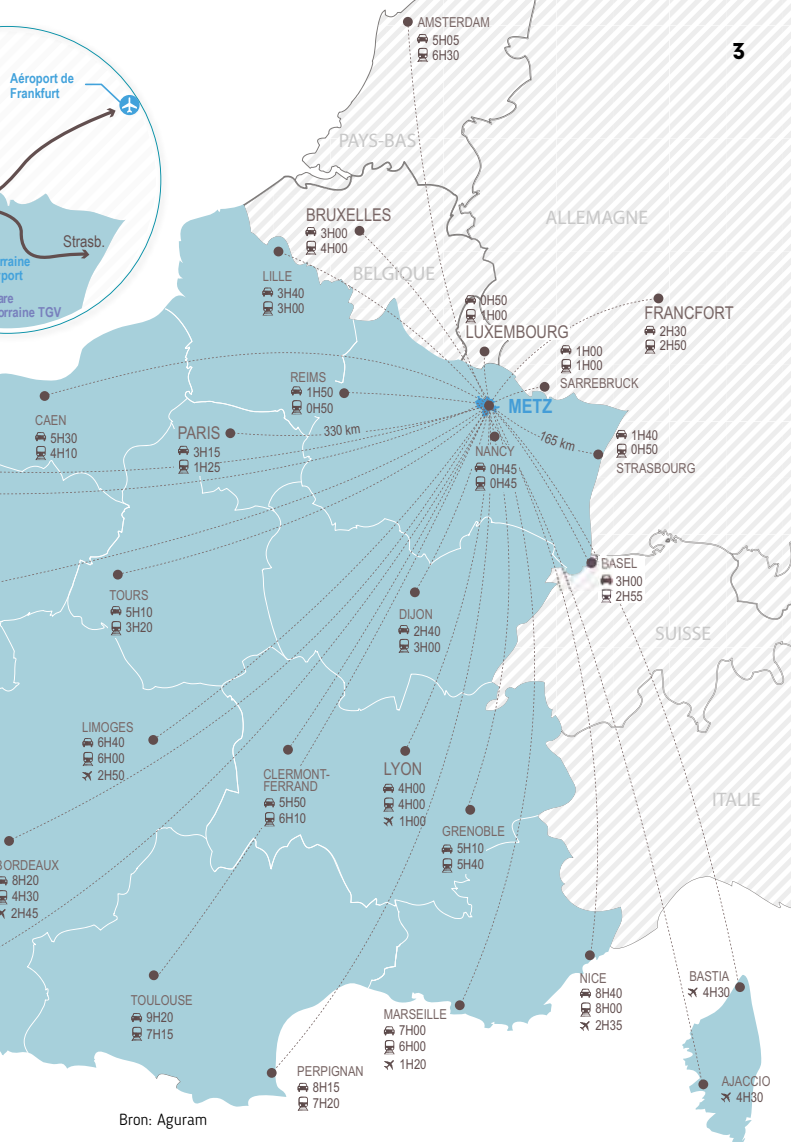 3
AMSTERDAM
5H05
6H30
Aéroport de
Frankfurt
PAYS-BAS
ALLEMAGNE
Strasb.
BRUXELLES
3H00
4H00
BELGIQUE
LILLE
3H40
3H00
0H50
1H00
LUXEMBOURG
FRANCFORT
2H30
2H50
1H00
1H00
SARREBRUCK
REIMS
1H50
0H50
METZ
CAEN
5H30
4H10
PARIS
3H15
1H25
330 km
165 km
NANCY
0H45
0H45
1H40
0H50
STRASBOURG
BASEL
3H00
2H55
TOURS
5H10
3H20
DIJON
2H40
3H00
SUISSE
LIMOGES
6H40
6H00
2H50
CLERMONT-
FERRAND
5H50
6H10
LYON
4H00
4H00
1H00
GRENOBLE
5H10
5H40
ITALIE
BORDEAUX
8H20
4H30
2H45
TOULOUSE
9H20
7H15
MARSEILLE
7H00
6H00
1H20
NICE
8H40
8H00
2H35
BASTIA
4H30
PERPIGNAN
8H15
7H20
AJACCIO
4H30
Bron: Aguram